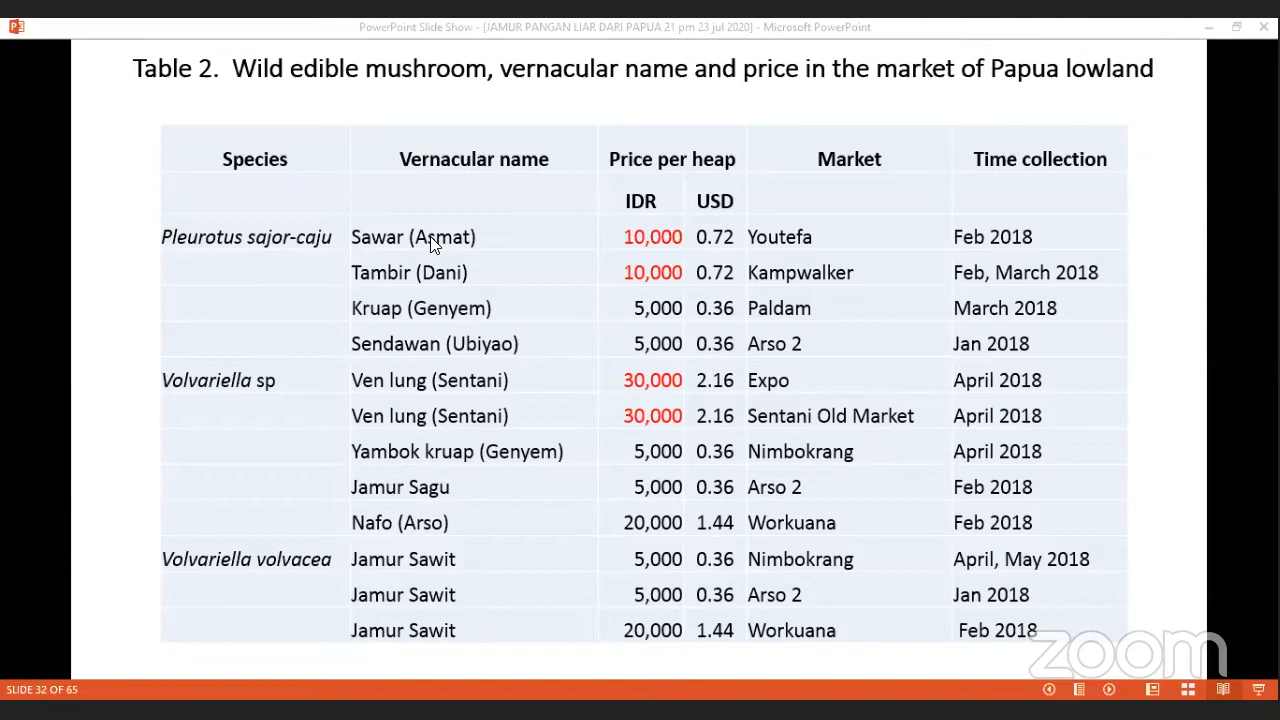 PowerPoint Slide Show - [JAMUR PANGAN LIAR DARI PAPUA 21 pm 23 jul 2020] - Microsoft PowerPoint
Table 2. Wild edible mushroom, vernacular name and price in the market of Papua lowland
Species Vernacular name Price per heap Market Time collection
IDR USD
Pleurotus sajor-caju Sawar (Asmat) 10,000 0.72 Youtefa Feb 2018
Tambir (Dani) 10,000 0.72 Kampwalker Feb, March 2018
Kruap (Genyem) 5,000 0.36 Paldam March 2018
Sendawan (Ubiyao) 5,000 0.36 Arso 2 Jan 2018
Volvariella sp Ven lung (Sentani) 30,000 2.16 Expo April 2018
Ven lung (Sentani) 30,000 2.16 Sentani Old Market April 2018
Yambok kruap (Genyem) 5,000 0.36 Nimbokrang April 2018
Jamur Sagu 5,000 0.36 Arso 2 Feb 2018
Nafo (Arso) 20,000 1.44 Workuana Feb 2018
Volvariella volvacea Jamur Sawit 5,000 0.36 Nimbokrang April, May 2018
Jamur Sawit 5,000 0.36 Arso 2 Jan 2018
Jamur Sawit 20,000 1.44 Workuana Feb 2018
zoom
SLIDE 32 OF 65